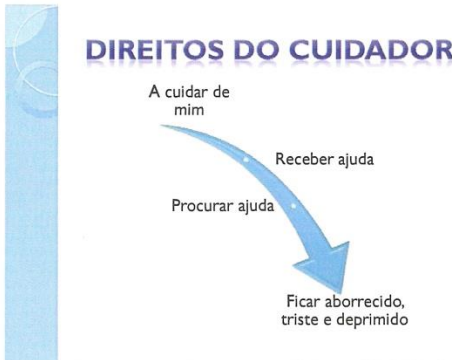 DIREITOS DO CUIDADOR
A cuidar de
mim
Receber ajuda
Procurar ajuda
Ficar aborrecido,
triste e deprimido